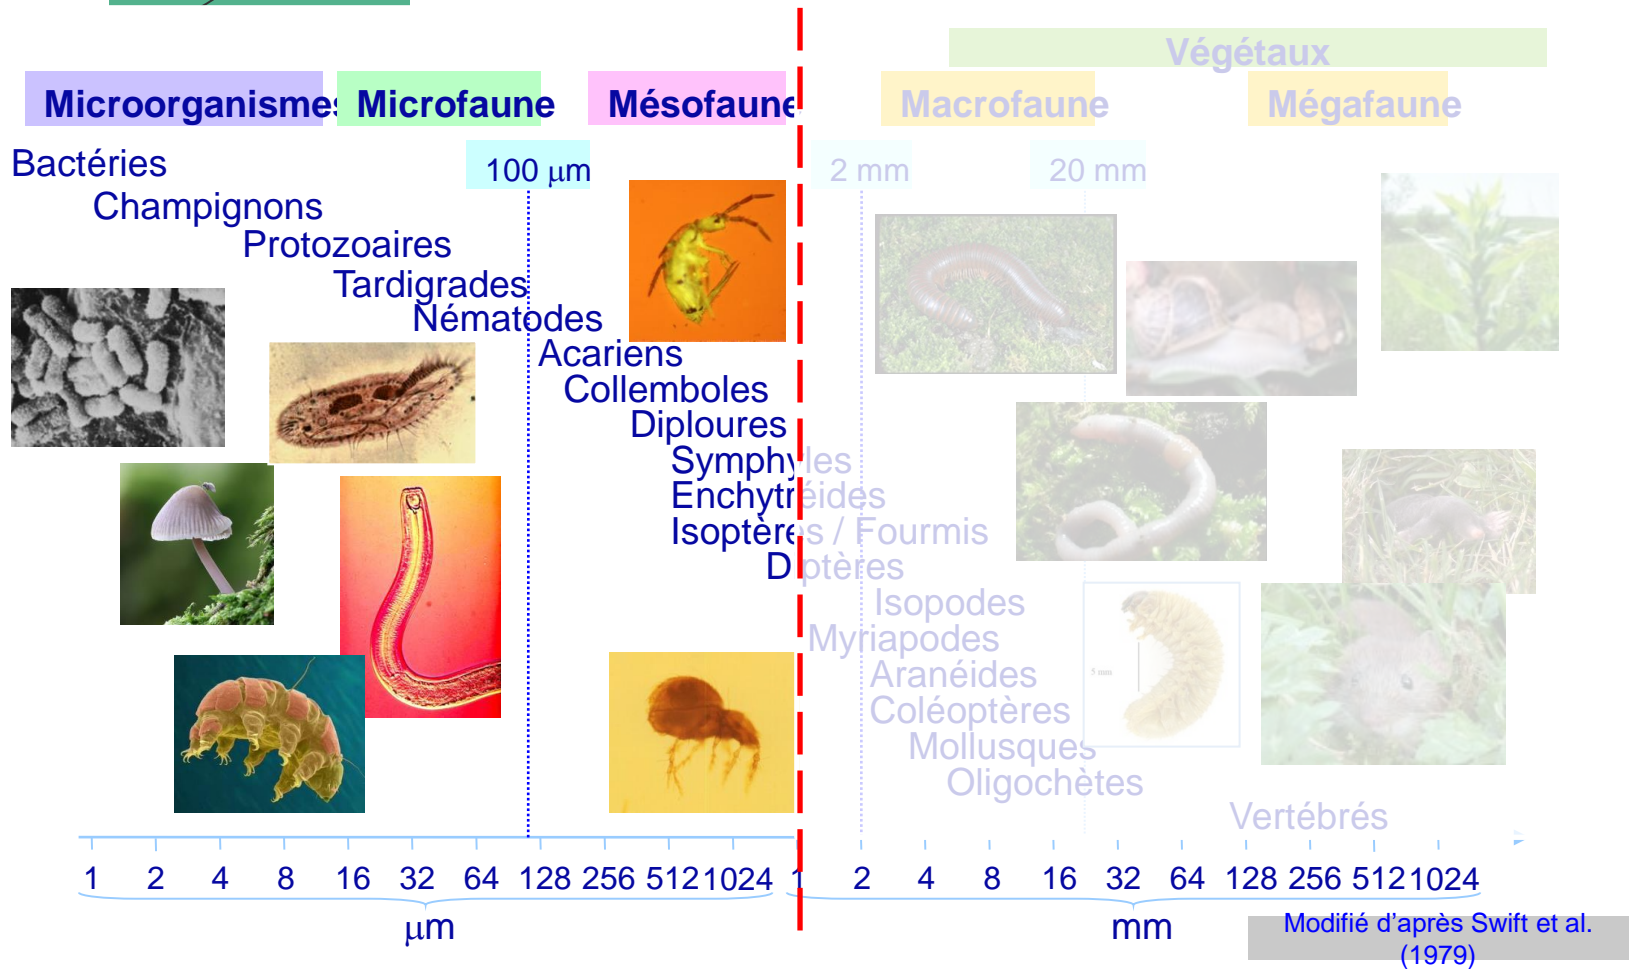 Végétaux
Microorganismes Microfaune Mésofaune Macrofaune Mégafaune
100 µm 2 mm 20 mm
Bactéries
Champignons
Protozoaires
Tardigrades
Nématodes
Acariens
Collemboles
Diploures
Symphyles
Enchytréides
Isoptères / Fourmis
Diptères
Isopodes
Myriapodes
Aranéides
5 mm
Coléoptères
Mollusques
Oligochètes
Vertébrés
1 2 4 8 16 32 64 128 256 512 1024 1 2 4 8 16 32 64 128 256 512 1024
µm mm
Modifié d’après Swift et al.
(1979)